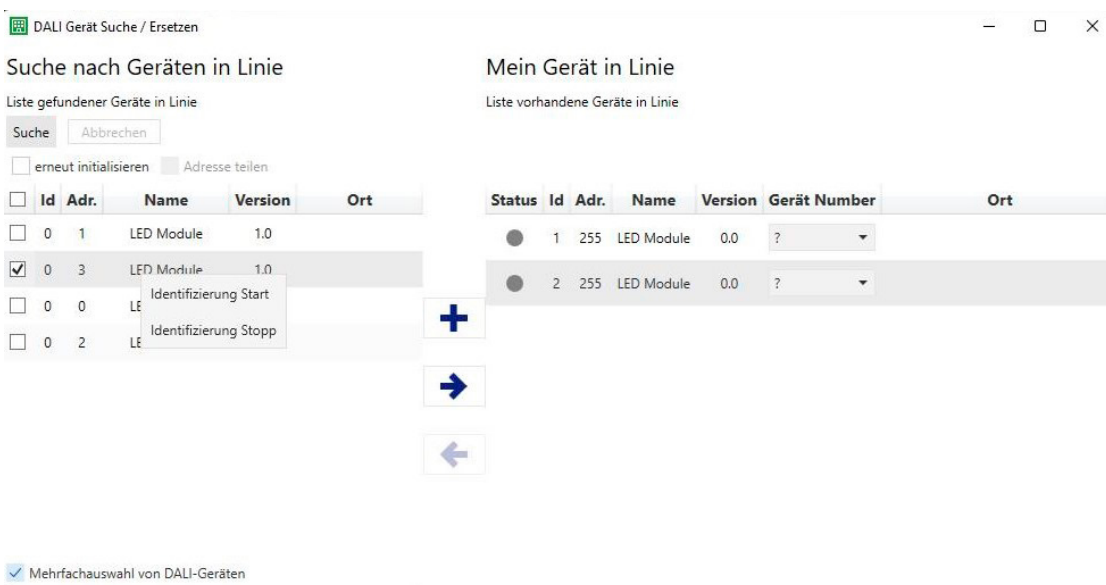 DALI Gerät Suche / Ersetzen
Suche nach Geräten in Linie
Liste gefundener Geräte in Linie
Suche Abbrechen
erneut initialisieren Adresse teilen
Id Adr. Name Version Ort
0 1 LED Module 1.0
0 3 LED Module 1.0
Identifizierung Start
0 0
Identifizierung Stopp
0 2
Mein Gerät in Linie
Liste vorhandene Geräte in Linie
Status Id Adr. Name Version Gerät Number Ort
1 255 LED Module 0.0 ?
2 255 LED Module 0.0 ?
Mehrfachauswahl von DALI-Geräten